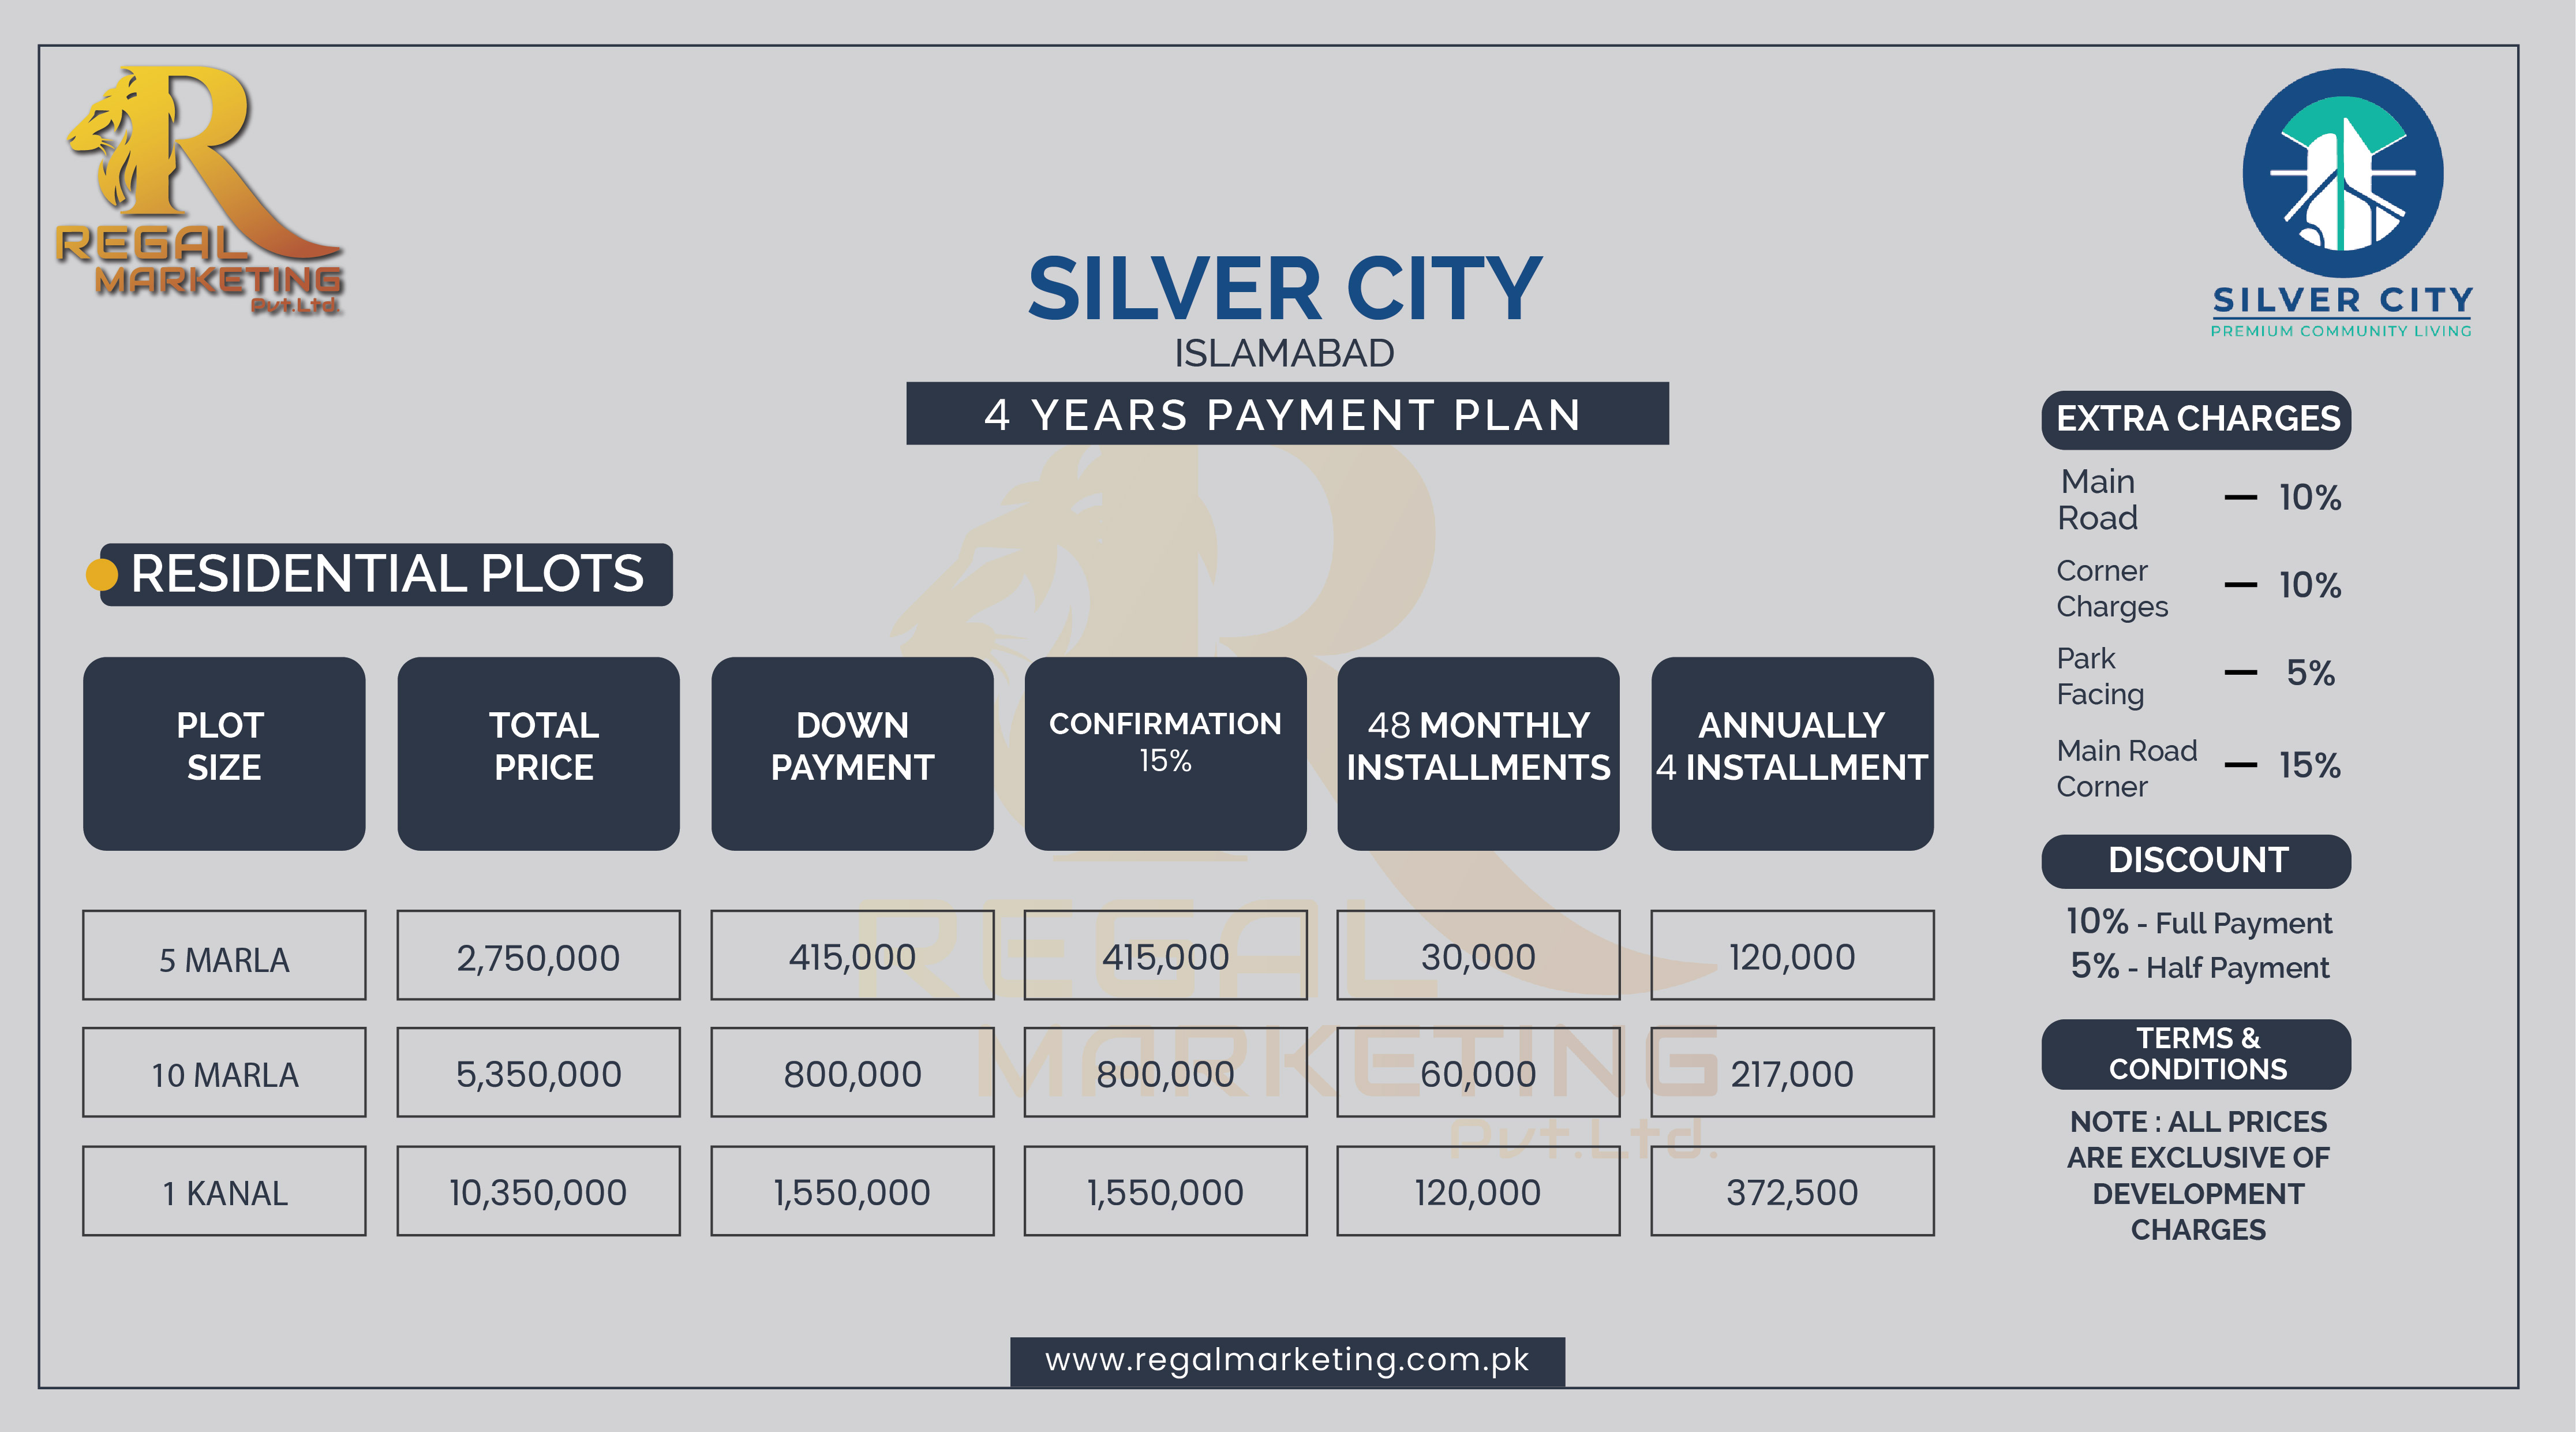 REGAL
MARKETING
Pvt.Ltd.
SILVER CITY
PREMIUM COMMUNITY LIVING
SILVER CITY
ISLAMABAD
4 YEARS PAYMENT PLAN
RESIDENTIAL PLOTS
PLOT
SIZE
TOTAL
PRICE
DOWN
PAYMENT
CONFIRMATION
15%
48 MONTHLY
INSTALLMENTS
ANNUALLY
4 INSTALLMENT
5 MARLA 2,750,000 415,000 415,000 30,000 120,000
10 MARLA 5,350,000 800,000 800,000 60,000 217,000
1 KANAL 10,350,000 1,550,000 1,550,000 120,000 372,500
REGAL
MARKETING
Pvt.Ltd.
EXTRA CHARGES
Main
Road — 10%
Corner
Charges — 10%
Park
Facing — 5%
Main Road
Corner — 15%
DISCOUNT
10% - Full Payment
5% - Half Payment
TERMS &
CONDITIONS
NOTE : ALL PRICES
ARE EXCLUSIVE OF
DEVELOPMENT
CHARGES
www.regalmarketing.com.pk